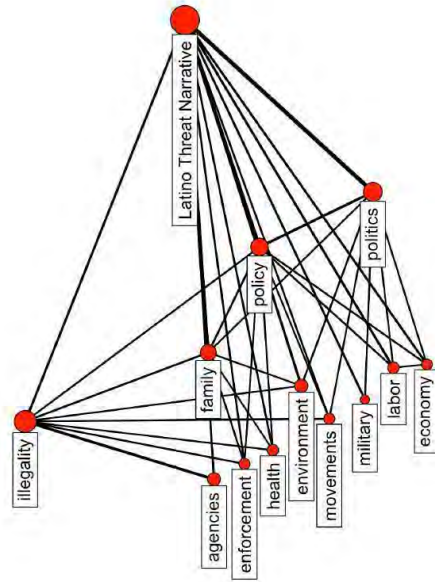 Latino Threat Narrative
illegality
politics
policy
family
agencies
enforcement
health
environment
movements
military
labor
economy